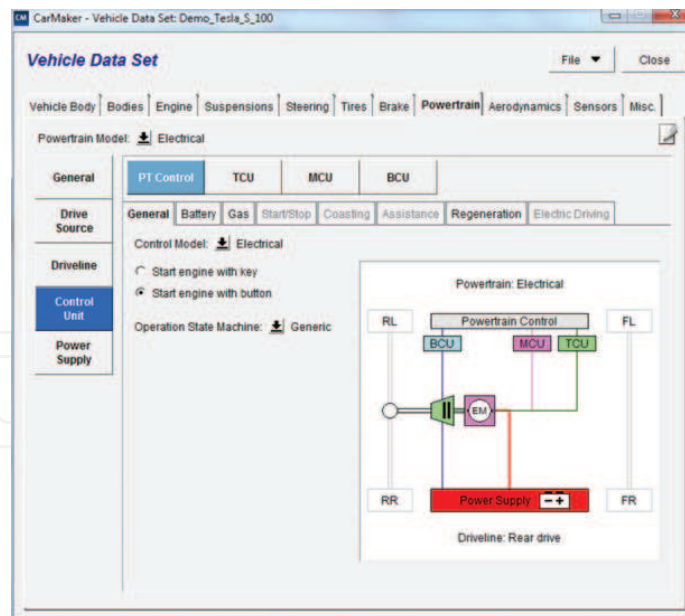 CM CarMaker - Vehicle Data Set: Demo_Tesla_S_100
Vehicle Data Set
File Close
Vehicle Body Bodies Engine Suspensions Steering Tires Brake Powertrain Aerodynamics Sensors Misc.
Powertrain Model: Electrical
General
Drive Source
Driveline
Control Unit
Power Supply
PT Control TCU MCU BCU
General Battery Gas Start/Stop Coasting Assistance Regeneration Electric Driving
Control Model: Electrical
Start engine with key
Start engine with button
Operation State Machine: Generic
Powertrain: Electrical
RL Powertrain Control FL
BCU MCU TCU
EM
RR Power Supply - + FR
Driveline: Rear drive